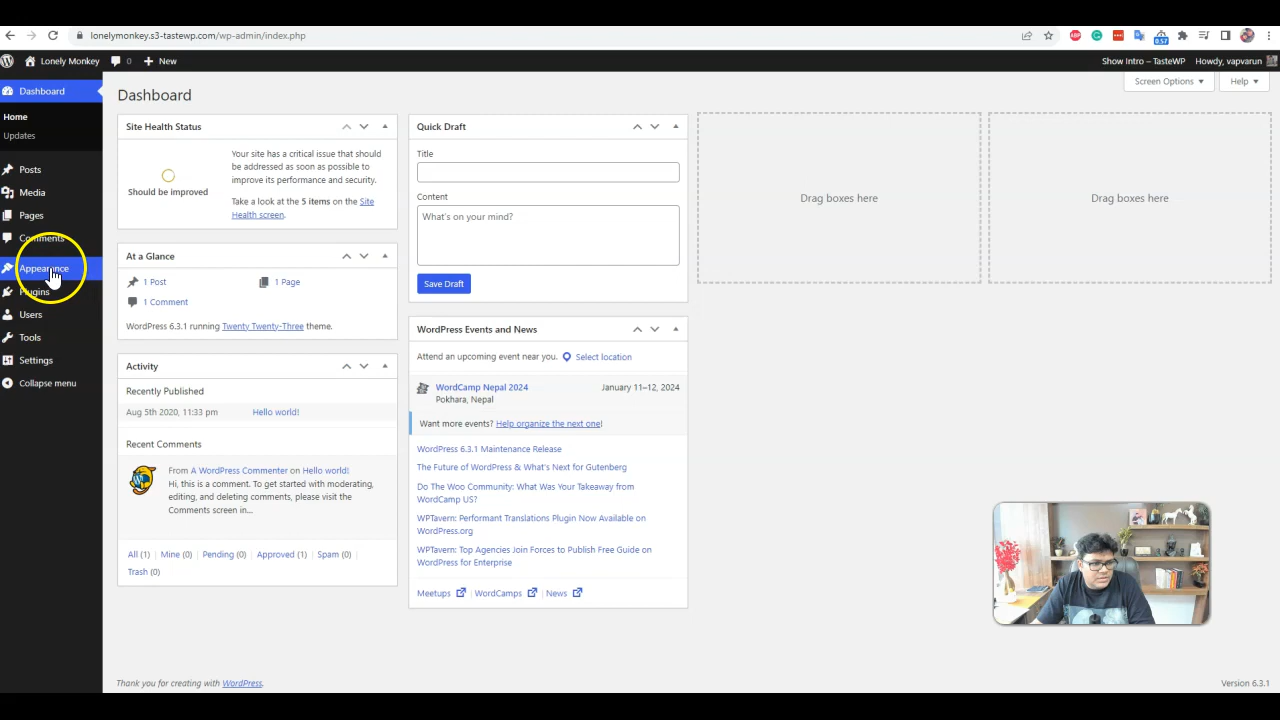 lonelymonkey.s3-tastewp.com/wp-admin/index.php
Lonely Monkey
0
New
Show Intro – TasteWP
Howdy, vapvarun
Dashboard
Home
Updates
Posts
Media
Pages
Comments
Appearance
Plugins
Users
Tools
Settings
Collapse menu
Screen Options
Help
Dashboard
Site Health Status
Should be improved
Your site has a critical issue that should
be addressed as soon as possible to
improve its performance and security.
Take a look at the 5 items on the Site
Health screen.
At a Glance
1 Post
1 Page
1 Comment
WordPress 6.3.1 running Twenty Twenty-Three theme.
Activity
Recently Published
Aug 5th 2020, 11:33 pm
Hello world!
Recent Comments
From A WordPress Commenter on Hello world!
Hi, this is a comment. To get started with moderating,
editing, and deleting comments, please visit the
Comments screen in…
All (1) | Mine (0) | Pending (0) | Approved (1) | Spam (0) |
Trash (0)
Quick Draft
Title
Content
What's on your mind?
Save Draft
WordPress Events and News
Attend an upcoming event near you.
Select location
WordCamp Nepal 2024
January 11–12, 2024
Pokhara, Nepal
Want more events? Help organize the next one!
WordPress 6.3.1 Maintenance Release
The Future of WordPress & What's Next for Gutenberg
Do The Woo Community: What Was Your Takeaway from
WordCamp US?
WPTavern: Performant Translations Plugin Now Available on
WordPress.org
WPTavern: Top Agencies Join Forces to Publish Free Guide on
WordPress for Enterprise
Meetups | WordCamps | News
Drag boxes here
Drag boxes here
Thank you for creating with WordPress.
Version 6.3.1